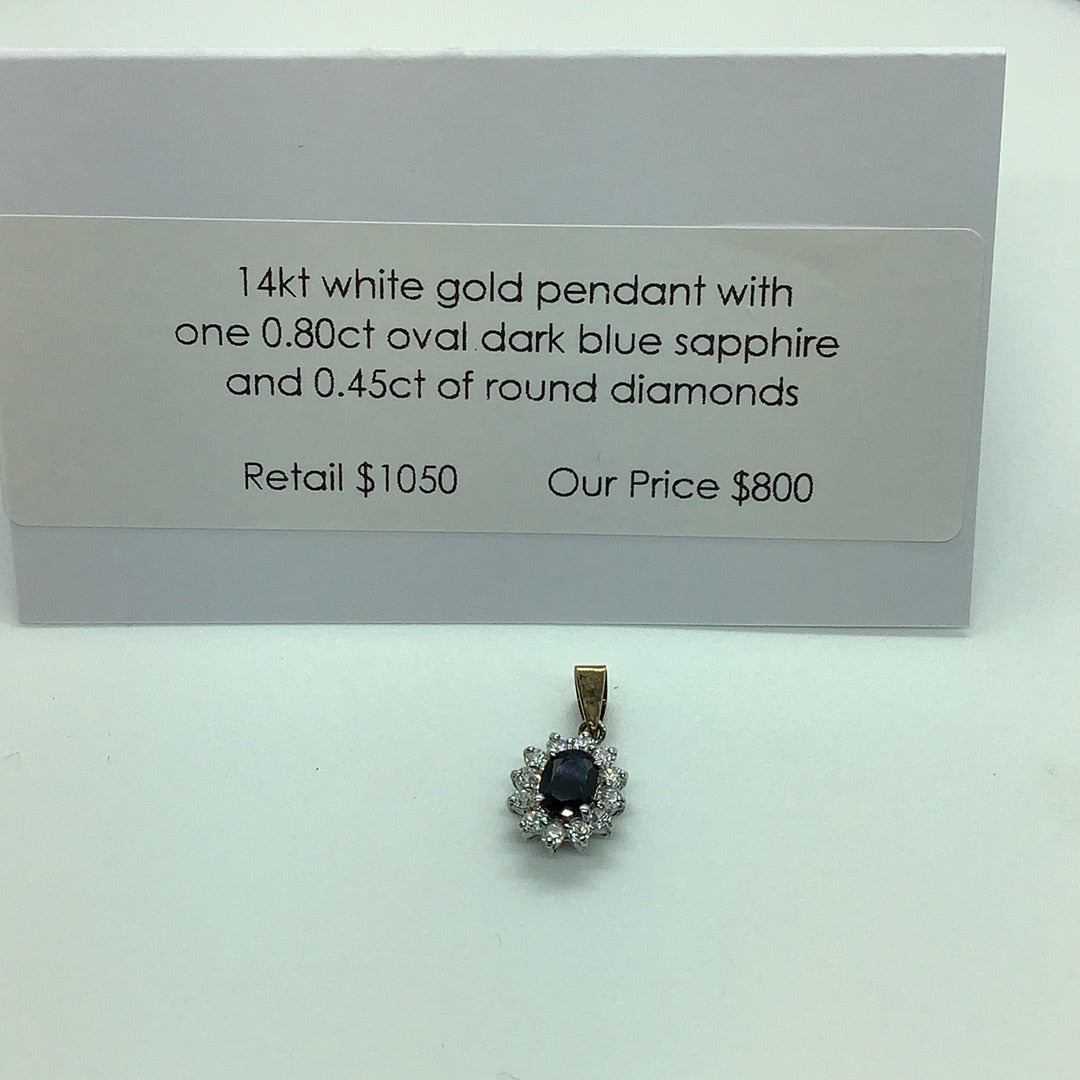 14kt white gold pendant with
one 0.80ct oval dark blue sapphire
and 0.45ct of round diamonds
Retail $1050 Our Price $800